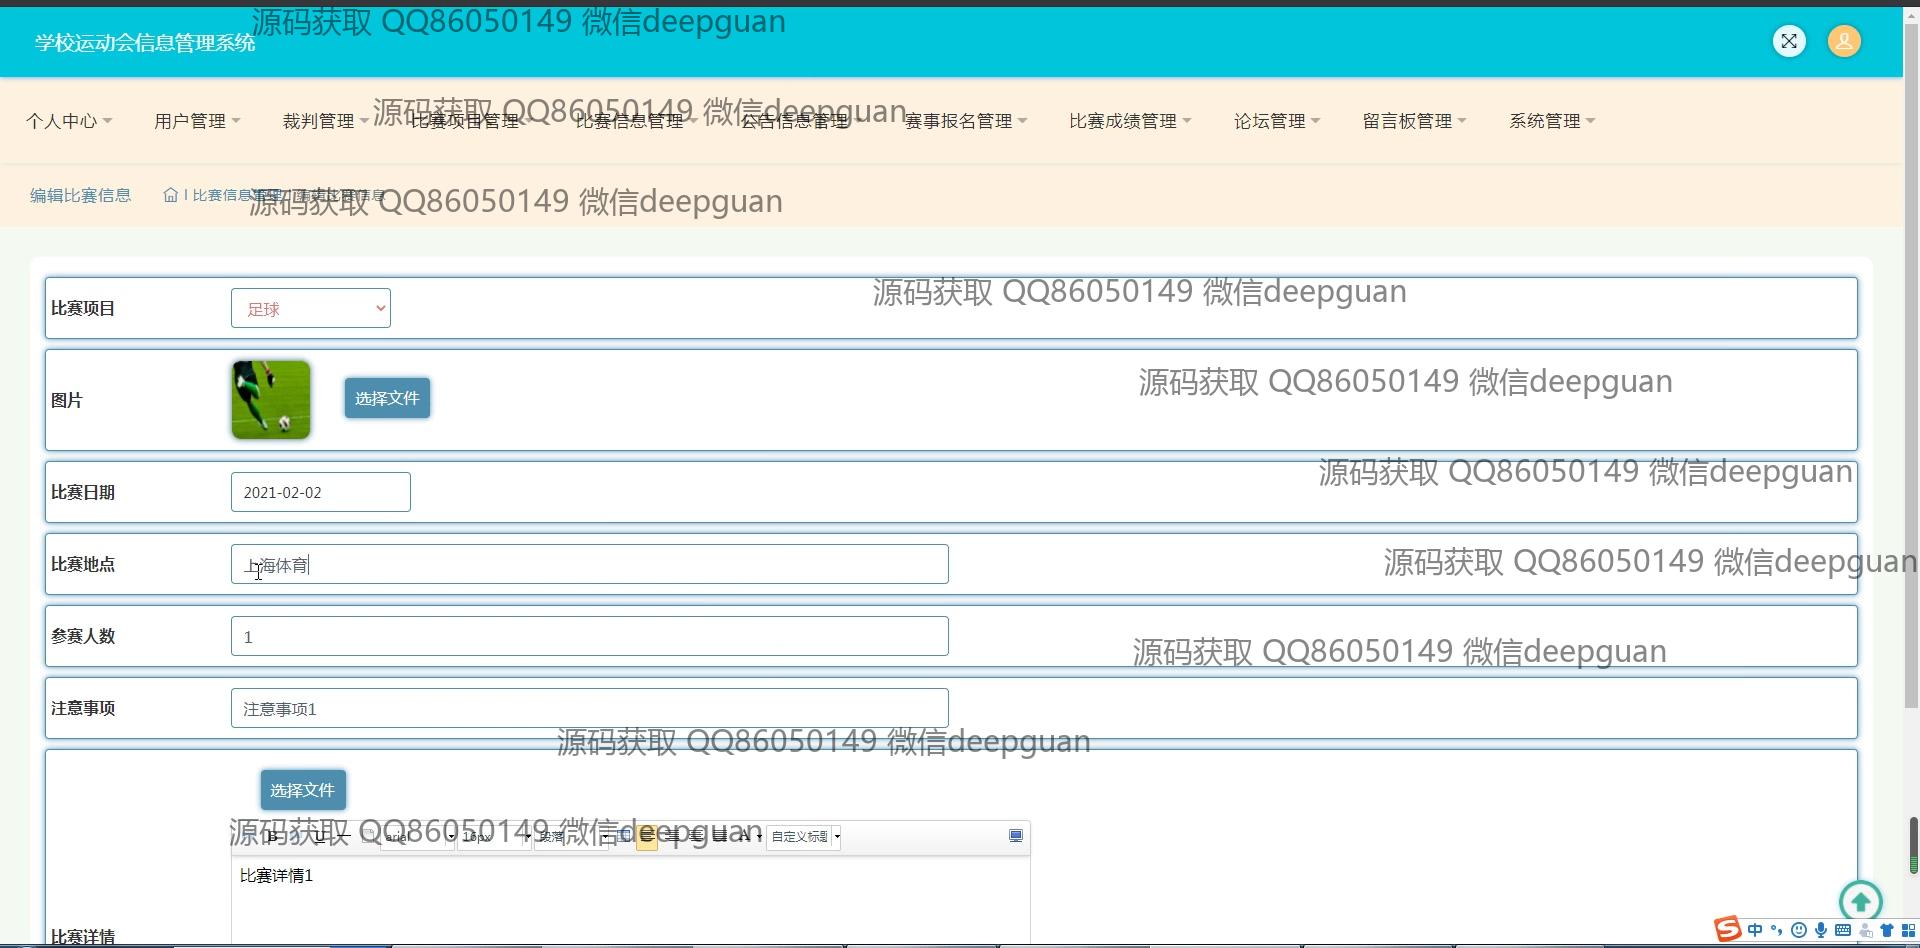 源码获取 QQ86050149 微信deepguan
学校运动会信息管理系统
个人中心 用户管理 裁判管理 比赛项目管理 比赛信息管理 公告信息管理 赛事报名管理 比赛成绩管理 论坛管理 留言板管理 系统管理
源码获取 QQ86050149 微信deepguan
编辑比赛信息 比赛信息管理 编辑比赛信息
源码获取 QQ86050149 微信deepguan
源码获取 QQ86050149 微信deepguan
比赛项目 足球
源码获取 QQ86050149 微信deepguan
图片 选择文件
源码获取 QQ86050149 微信deepguan
比赛日期 2021-02-02
源码获取 QQ86050149 微信deepguan
比赛地点 上海体育
参赛人数 1
源码获取 QQ86050149 微信deepguan
注意事项 注意事项1
源码获取 QQ86050149 微信deepguan
选择文件
源码获取 QQ86050149 微信deepguan
B U arial 16px 段落 A 自定义标题
比赛详情1
比赛详情
中